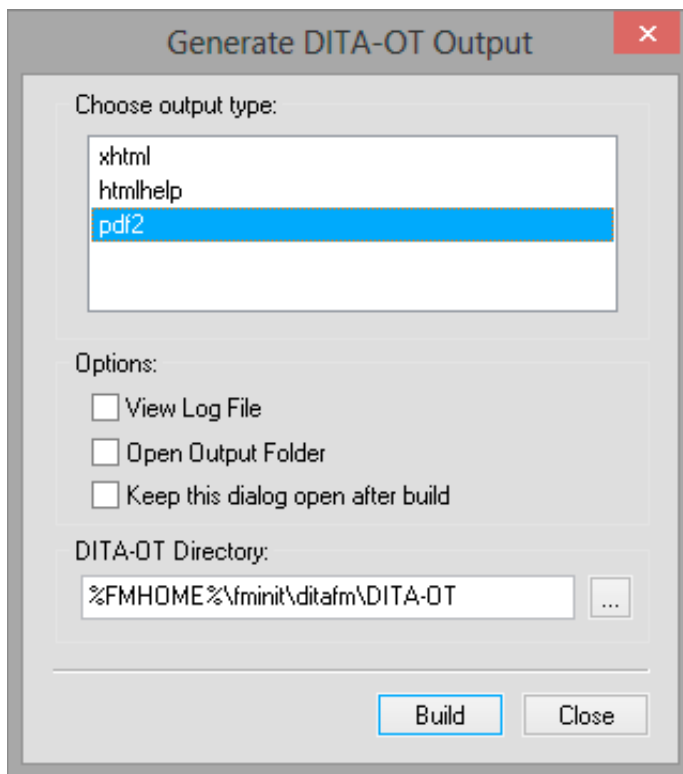 Generate DITA-OT Output
Choose output type:
xhtml
htmlhelp
pdf2
Options:
View Log File
Open Output Folder
Keep this dialog open after build
DITA-OT Directory:
%FMHOME%\fminit\ditafm\DITA-OT
...
Build
Close